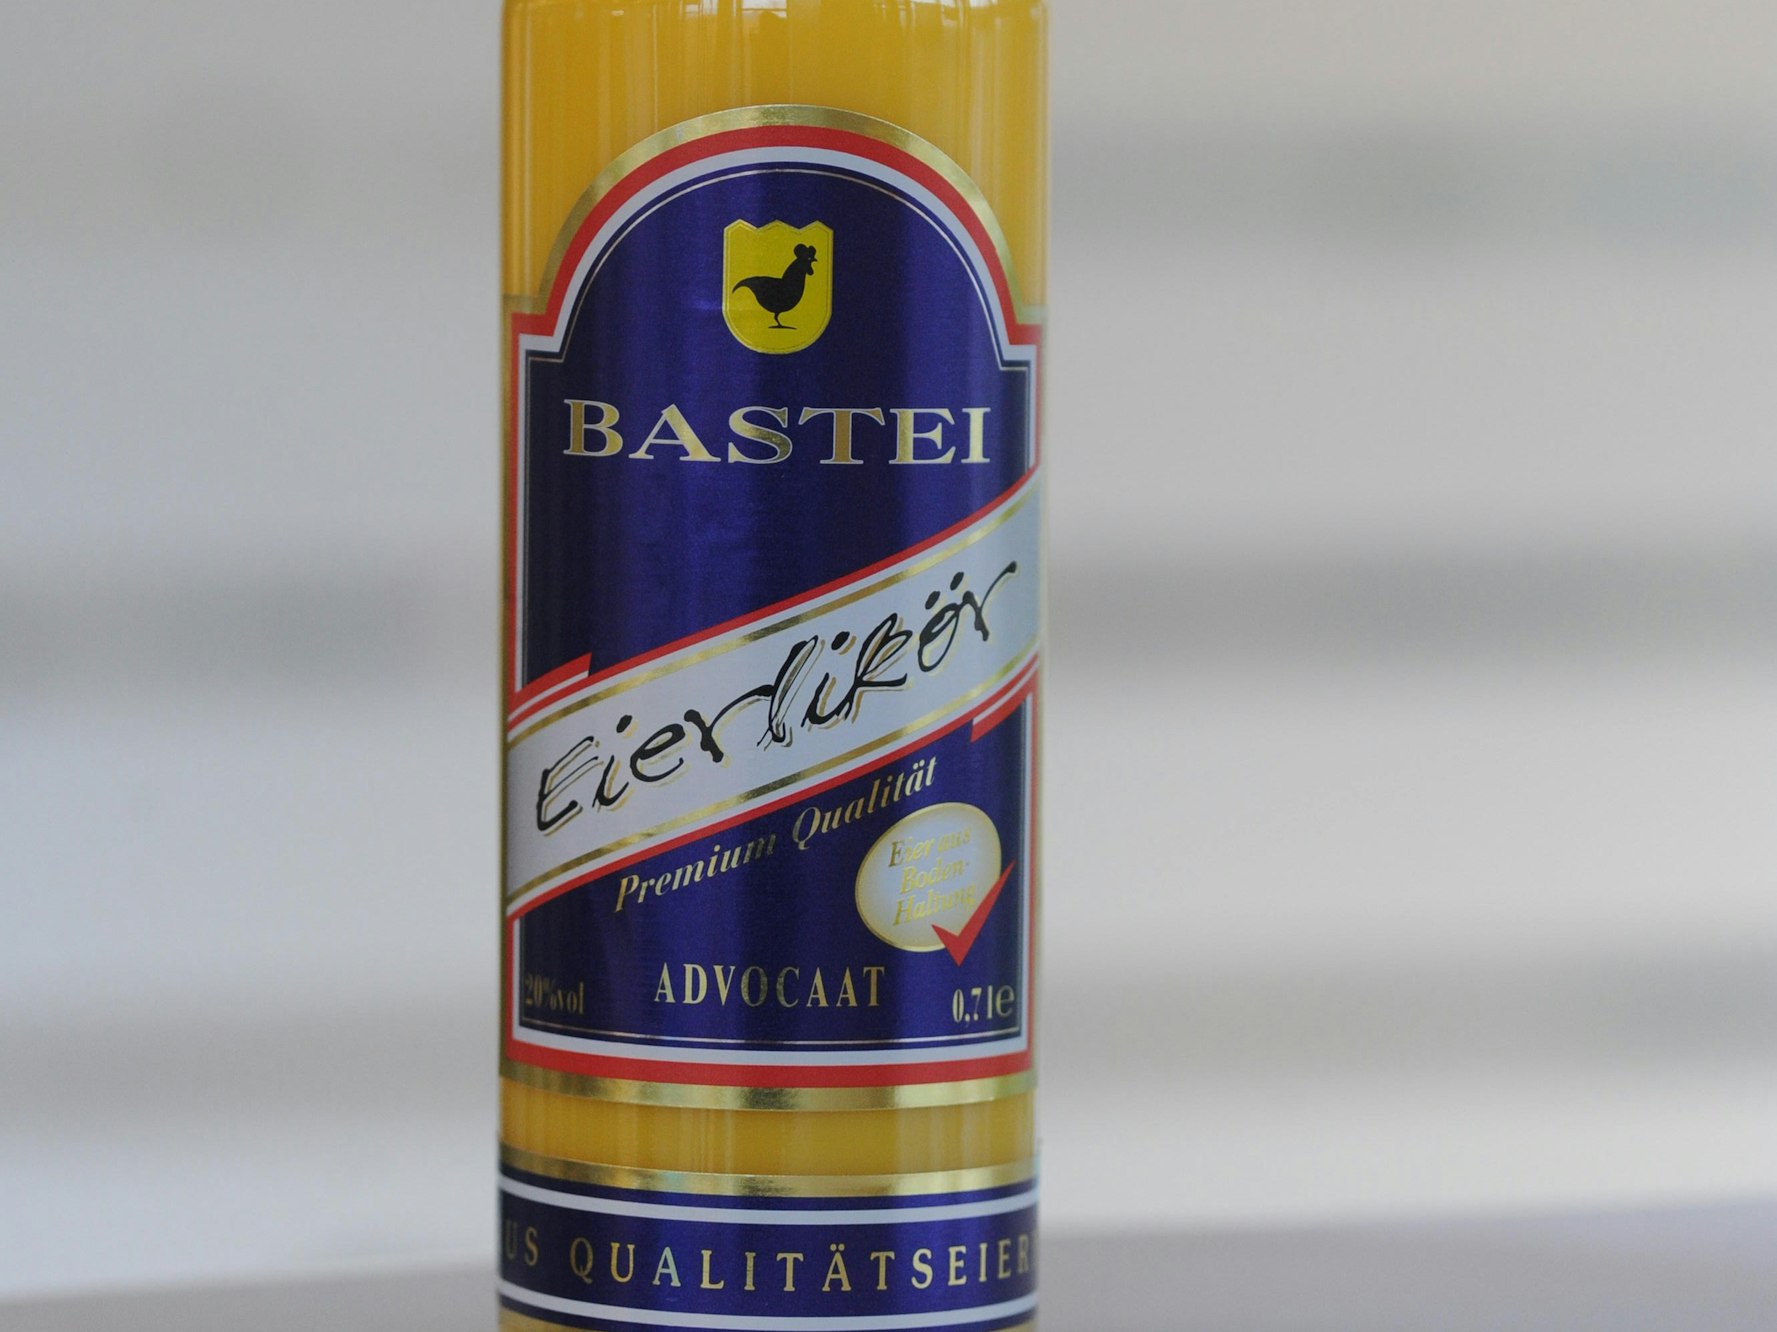 BASTEI
Eierlikör
Premium Qualität
Eier aus
Boden-
Haltung
20%vol
ADVOCAAT
0,7 l e
US QUALITÄTSEIER